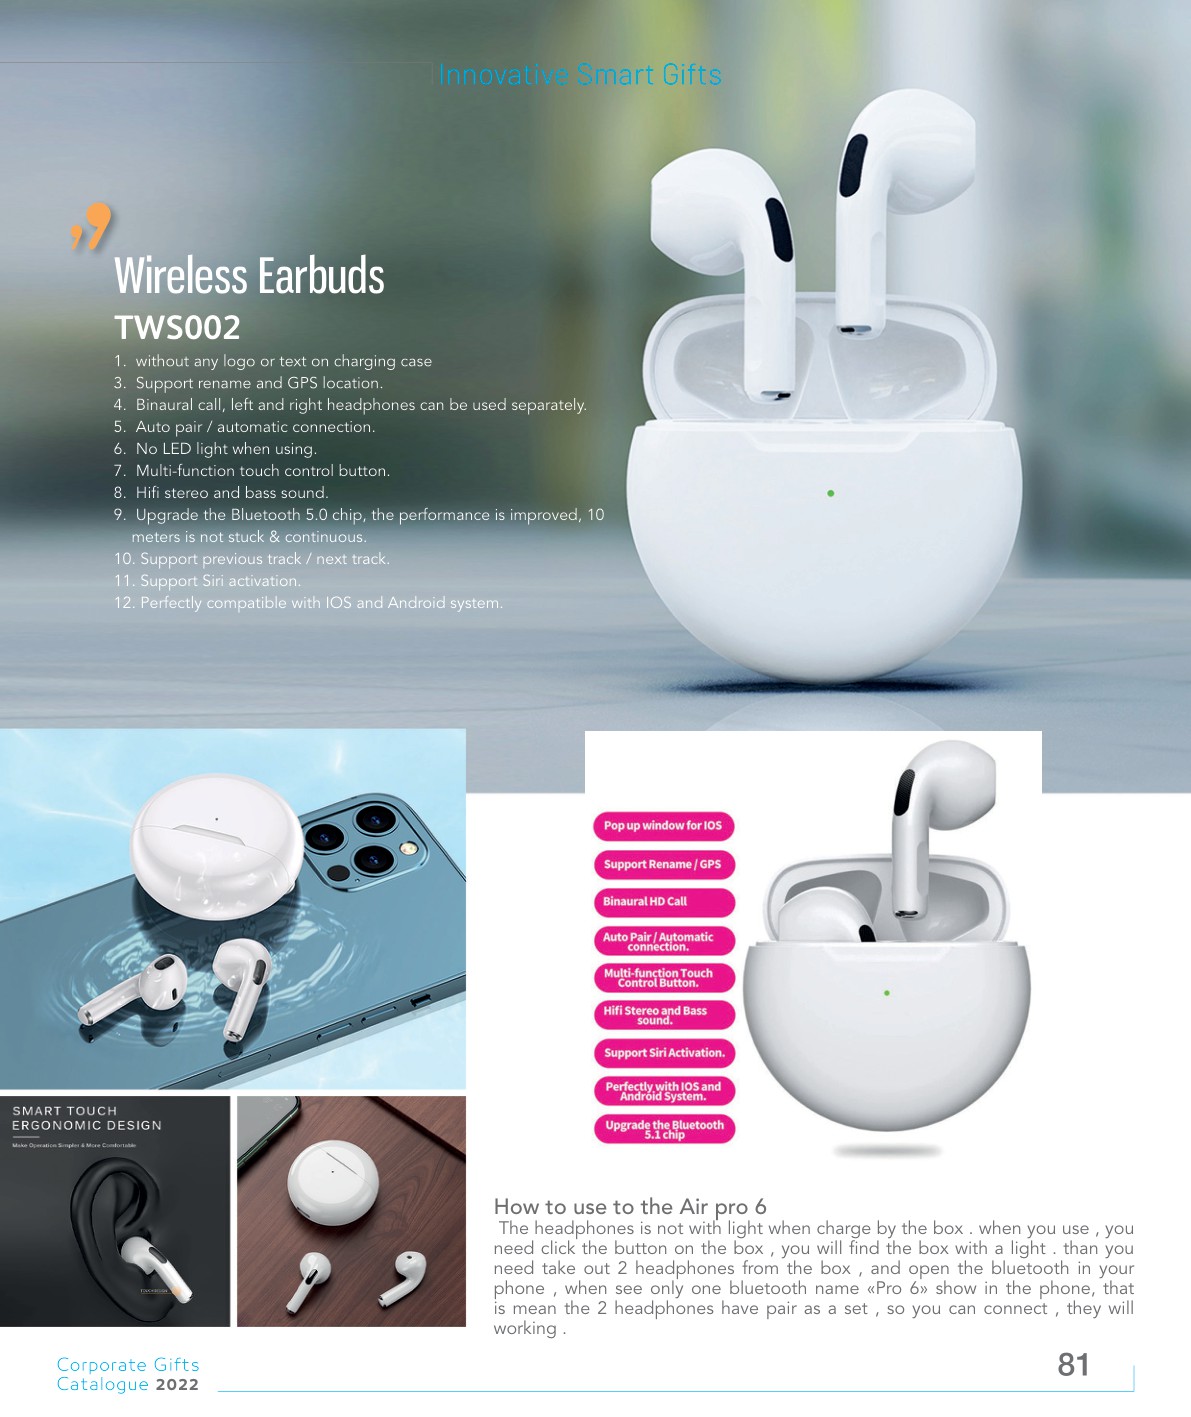 Innovative Smart Gifts
Wireless Earbuds
TWS002
1. without any logo or text on charging case
3. Support rename and GPS location.
4. Binaural call, left and right headphones can be used separately.
5. Auto pair / automatic connection.
6. No LED light when using.
7. Multi-function touch control button.
8. Hifi stereo and bass sound.
9. Upgrade the Bluetooth 5.0 chip, the performance is improved, 10
meters is not stuck & continuous.
10. Support previous track / next track.
11. Support Siri activation.
12. Perfectly compatible with IOS and Android system.
Pop up window for IOS
Support Rename / GPS
Binaural HD Call
Auto Pair / Automatic
connection.
Multi-function Touch
Control Button.
Hifi Stereo and Bass
sound.
Support Siri Activation.
Perfectly with IOS and
Android System.
Upgrade the Bluetooth
5.1 chip
SMART TOUCH
ERGONOMIC DESIGN
Make Operation Simpler & More Comfortable
How to use to the Air pro 6
The headphones is not with light when charge by the box . when you use , you
need click the button on the box , you will find the box with a light . than you
need take out 2 headphones from the box , and open the bluetooth in your
phone , when see only one bluetooth name «Pro 6» show in the phone, that
is mean the 2 headphones have pair as a set , so you can connect , they will
working .
Corporate Gifts
Catalogue 2022
81